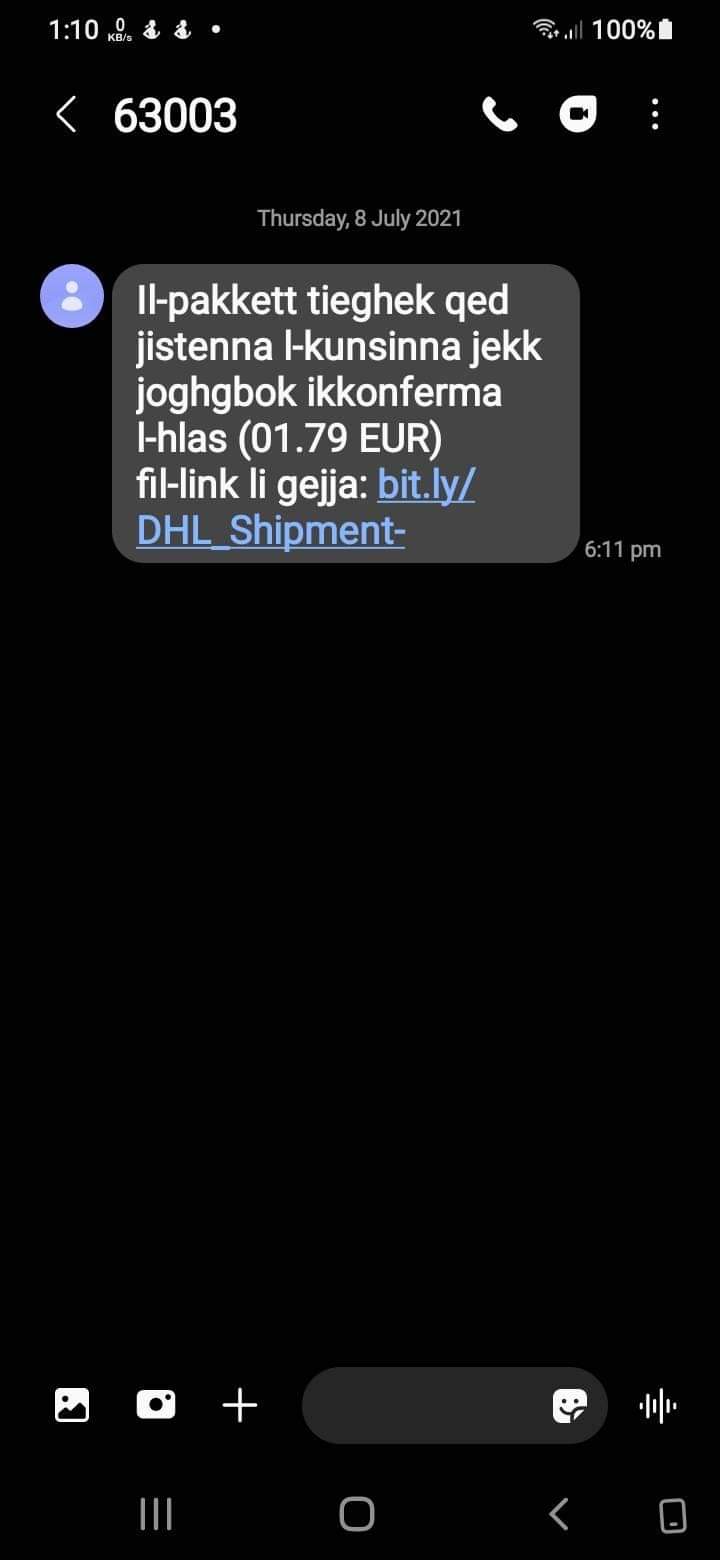 1:10 0 KB/s 100%
63003
Thursday, 8 July 2021
Il-pakkett tieghek qed
jistenna l-kunsinna jekk
joghgbok ikkonferma
l-hlas (01.79 EUR)
fil-link li gejja: bit.ly/
DHL_Shipment-
6:11 pm